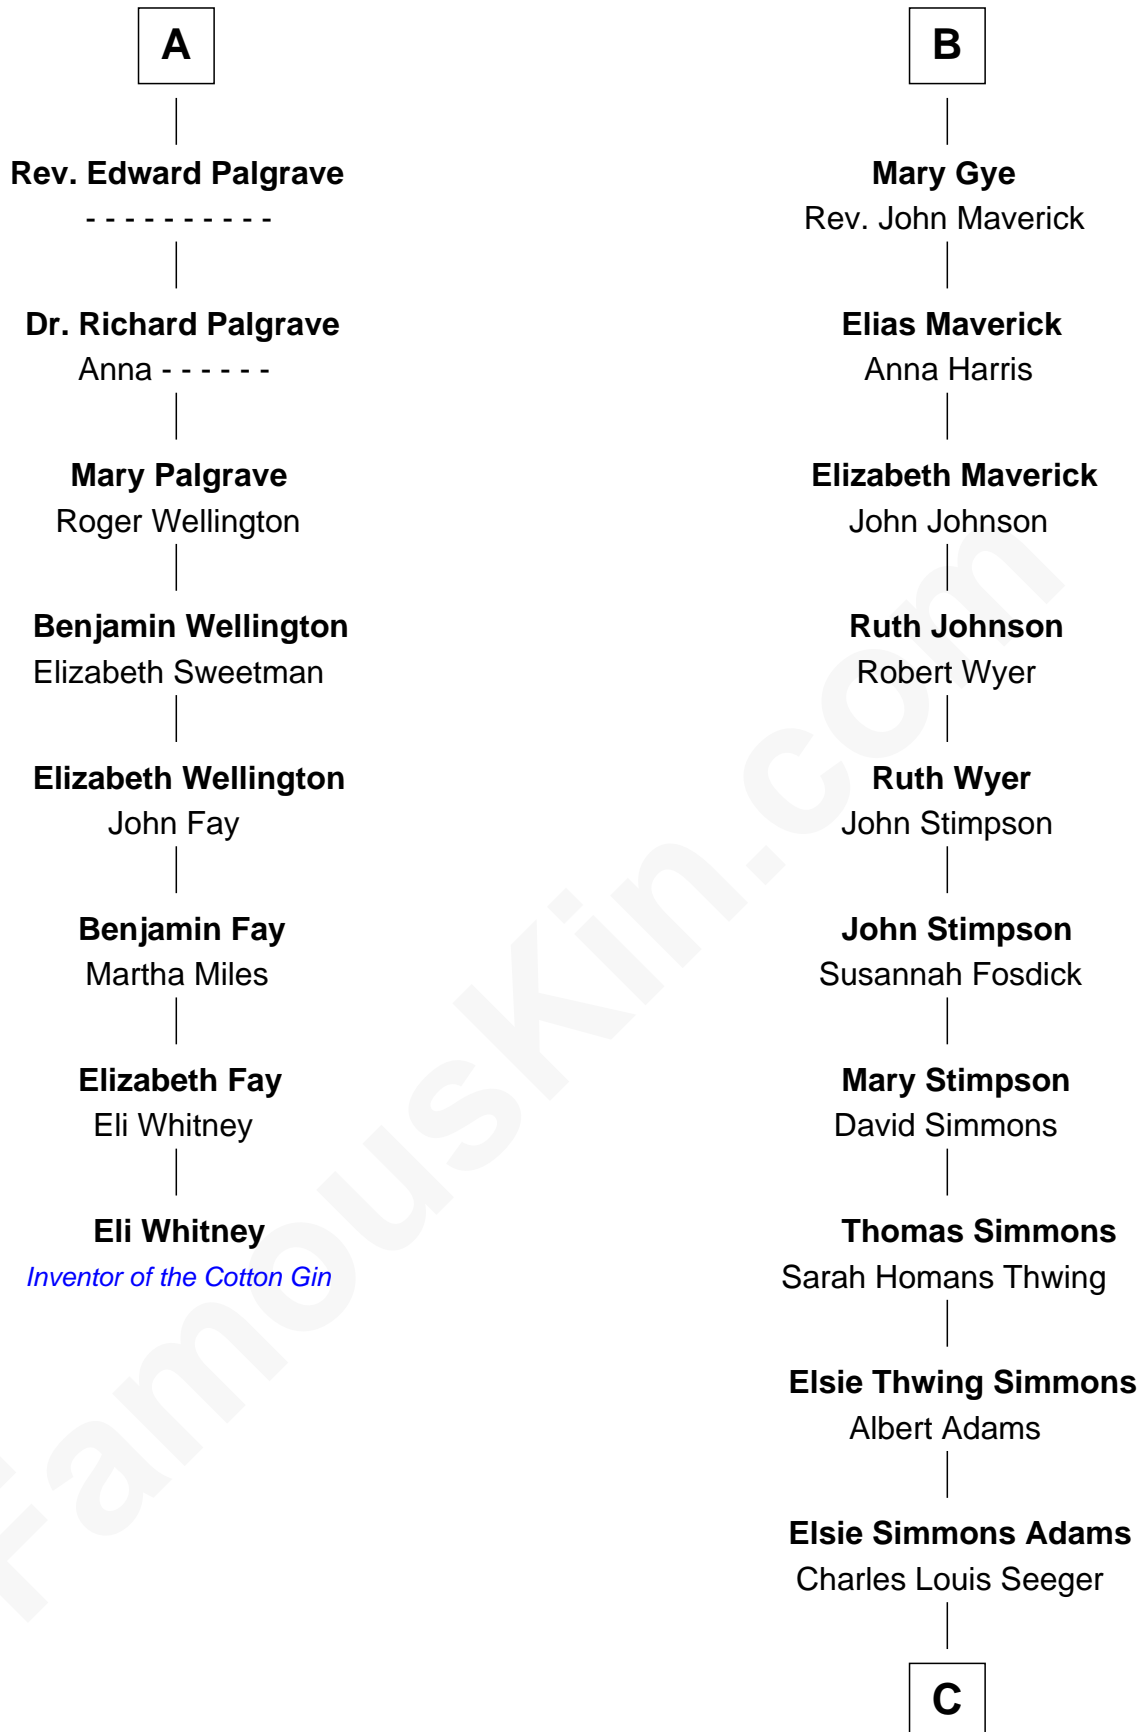 A
Rev. Edward Palgrave
- - - - - - - - - -
Dr. Richard Palgrave
Anna - - - - - -
Mary Palgrave
Roger Wellington
Benjamin Wellington
Elizabeth Sweetman
Elizabeth Wellington
John Fay
Benjamin Fay
Martha Miles
Elizabeth Fay
Eli Whitney
Eli Whitney
Inventor of the Cotton Gin
B
Mary Gye
Rev. John Maverick
Elias Maverick
Anna Harris
Elizabeth Maverick
John Johnson
Ruth Johnson
Robert Wyer
Ruth Wyer
John Stimpson
John Stimpson
Susannah Fosdick
Mary Stimpson
David Simmons
Thomas Simmons
Sarah Homans Thwing
Elsie Thwing Simmons
Albert Adams
Elsie Simmons Adams
Charles Louis Seeger
C
FamousKin.com